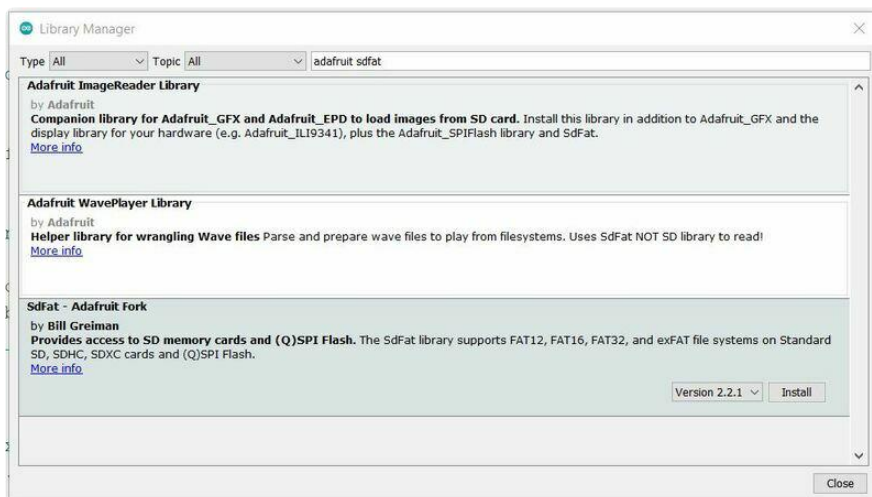 Library Manager
Type All Topic All adafruit sdfat
Adafruit ImageReader Library
by Adafruit
Companion library for Adafruit_GFX and Adafruit_EPD to load images from SD card. Install this library in addition to Adafruit_GFX and the
display library for your hardware (e.g. Adafruit_ILI9341), plus the Adafruit_SPIFlash library and SdFat.
More info
Adafruit WavePlayer Library
by Adafruit
Helper library for wrangling Wave files Parse and prepare wave files to play from filesystems. Uses SdFat NOT SD library to read!
More info
SdFat - Adafruit Fork
by Bill Greiman
Provides access to SD memory cards and (Q)SPI Flash. The SdFat library supports FAT12, FAT16, FAT32, and exFAT file systems on Standard
SD, SDHC, SDXC cards and (Q)SPI Flash.
More info
Version 2.2.1 Install
Close